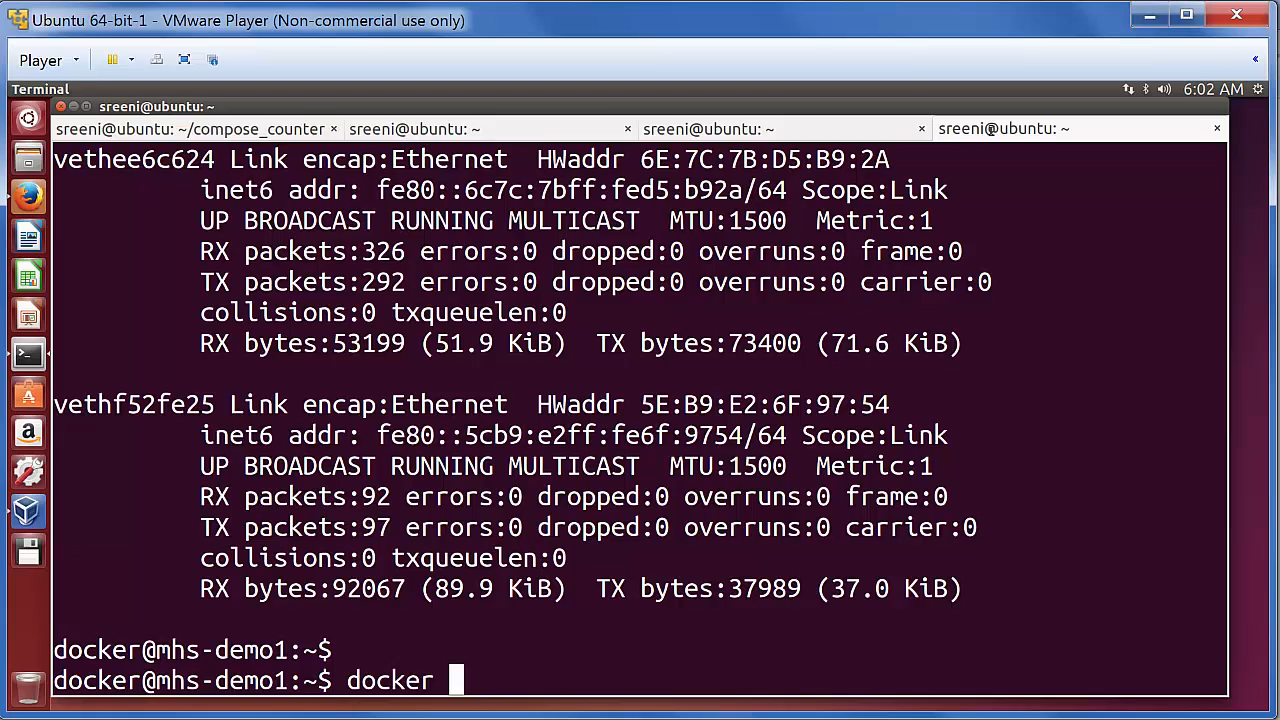 Ubuntu 64-bit-1 - VMware Player (Non-commercial use only)
Player
«
Terminal
6:02 AM
sreeni@ubuntu: ~
sreeni@ubuntu: ~/compose_counter ×
sreeni@ubuntu: ~ ×
sreeni@ubuntu: ~ ×
sreeni@ubuntu: ~ ×
vethee6c624 Link encap:Ethernet  HWaddr 6E:7C:7B:D5:B9:2A
inet6 addr: fe80::6c7c:7bff:fed5:b92a/64 Scope:Link
UP BROADCAST RUNNING MULTICAST  MTU:1500  Metric:1
RX packets:326 errors:0 dropped:0 overruns:0 frame:0
TX packets:292 errors:0 dropped:0 overruns:0 carrier:0
collisions:0 txqueuelen:0
RX bytes:53199 (51.9 KiB)  TX bytes:73400 (71.6 KiB)
vethf52fe25 Link encap:Ethernet  HWaddr 5E:B9:E2:6F:97:54
inet6 addr: fe80::5cb9:e2ff:fe6f:9754/64 Scope:Link
UP BROADCAST RUNNING MULTICAST  MTU:1500  Metric:1
RX packets:92 errors:0 dropped:0 overruns:0 frame:0
TX packets:97 errors:0 dropped:0 overruns:0 carrier:0
collisions:0 txqueuelen:0
RX bytes:92067 (89.9 KiB)  TX bytes:37989 (37.0 KiB)
docker@mhs-demo1:~$
docker@mhs-demo1:~$ docker